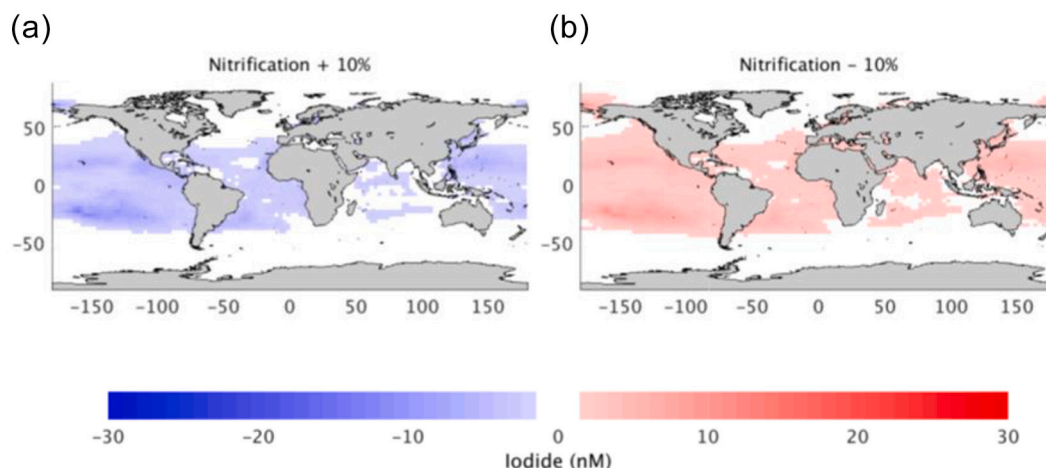 (a) (b)
Nitrification + 10% Nitrification − 10%
50 50
0 0
−50 −50
−150 −100 −50 0 50 100 150 −150 −100 −50 0 50 100 150
−30 −20 −10 0 10 20 30
Iodide (nM)